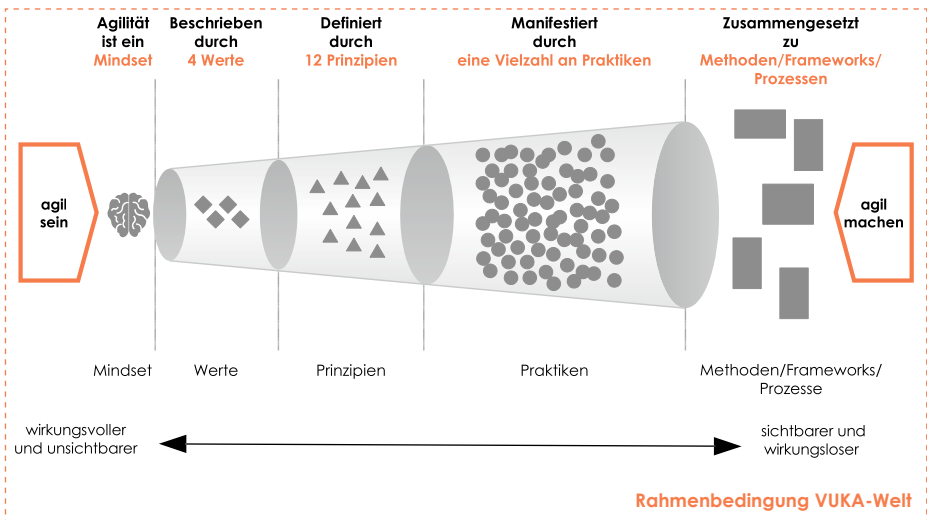 Agilität
ist ein
Mindset
Beschrieben
durch
4 Werte
Definiert
durch
12 Prinzipien
Manifestiert
durch
eine Vielzahl an Praktiken
Zusammengesetzt
zu
Methoden/Frameworks/
Prozessen
agil
sein
agil
machen
Mindset
Werte
Prinzipien
Praktiken
Methoden/Frameworks/
Prozesse
wirkungsvoller
und unsichtbarer
sichtbarer und
wirkungsloser
Rahmenbedingung VUKA-Welt